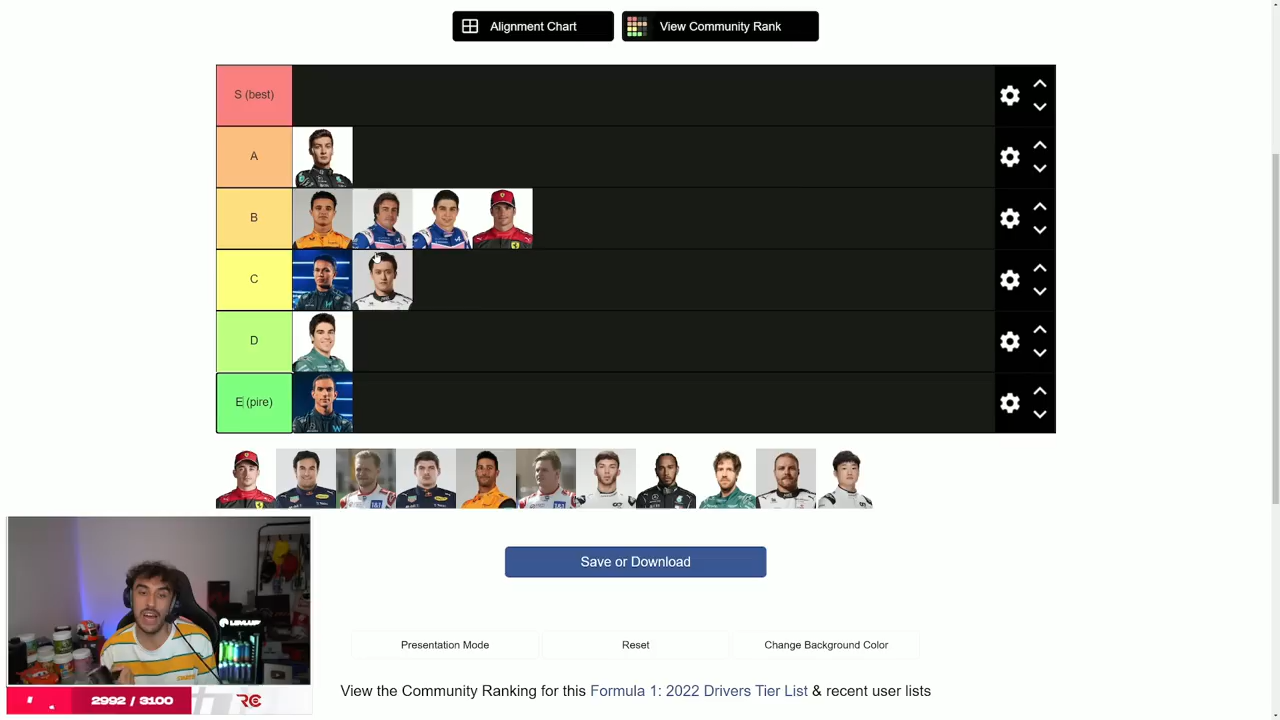 Alignment Chart
View Community Rank
S (best)
A
B
C
D
E (pire)
Save or Download
Presentation Mode
Reset
Change Background Color
View the Community Ranking for this Formula 1: 2022 Drivers Tier List & recent user lists
2992 / 3100